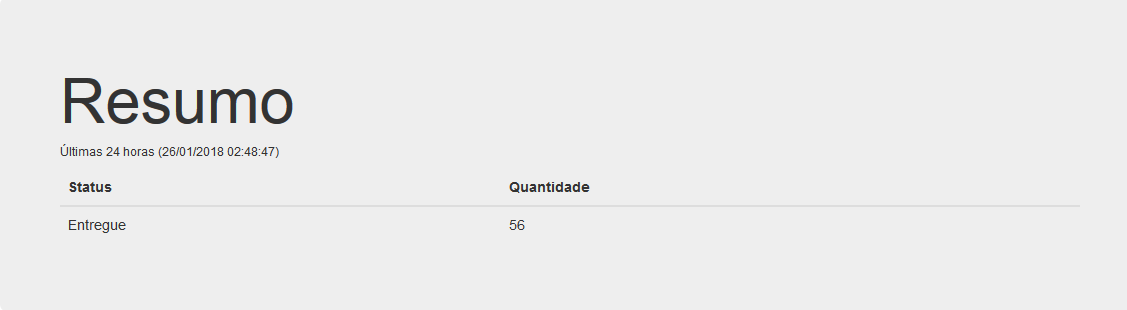 Resumo
Últimas 24 horas (26/01/2018 02:48:47)
Status Quantidade
Entregue 56